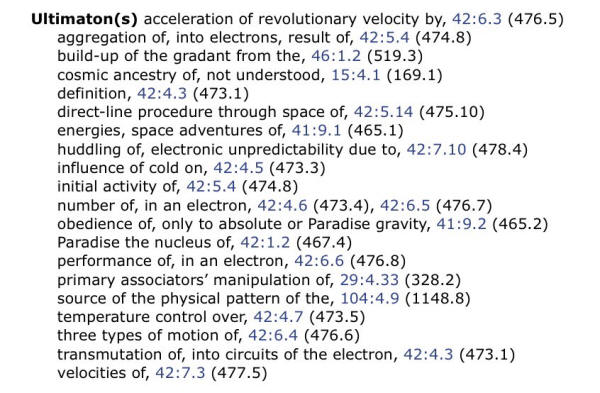 Ultimaton(s) acceleration of revolutionary velocity by, 42:6.3 (476.5)
aggregation of, into electrons, result of, 42:5.4 (474.8)
build-up of the gradant from the, 46:1.2 (519.3)
cosmic ancestry of, not understood, 15:4.1 (169.1)
definition, 42:4.3 (473.1)
direct-line procedure through space of, 42:5.14 (475.10)
energies, space adventures of, 41:9.1 (465.1)
huddling of, electronic unpredictability due to, 42:7.10 (478.4)
influence of cold on, 42:4.5 (473.3)
initial activity of, 42:5.4 (474.8)
number of, in an electron, 42:4.6 (473.4), 42:6.5 (476.7)
obedience of, only to absolute or Paradise gravity, 41:9.2 (465.2)
Paradise the nucleus of, 42:1.2 (467.4)
performance of, in an electron, 42:6.6 (476.8)
primary associators’ manipulation of, 29:4.33 (328.2)
source of the physical pattern of the, 104:4.9 (1148.8)
temperature control over, 42:4.7 (473.5)
three types of motion of, 42:6.4 (476.6)
transmutation of, into circuits of the electron, 42:4.3 (473.1)
velocities of, 42:7.3 (477.5)